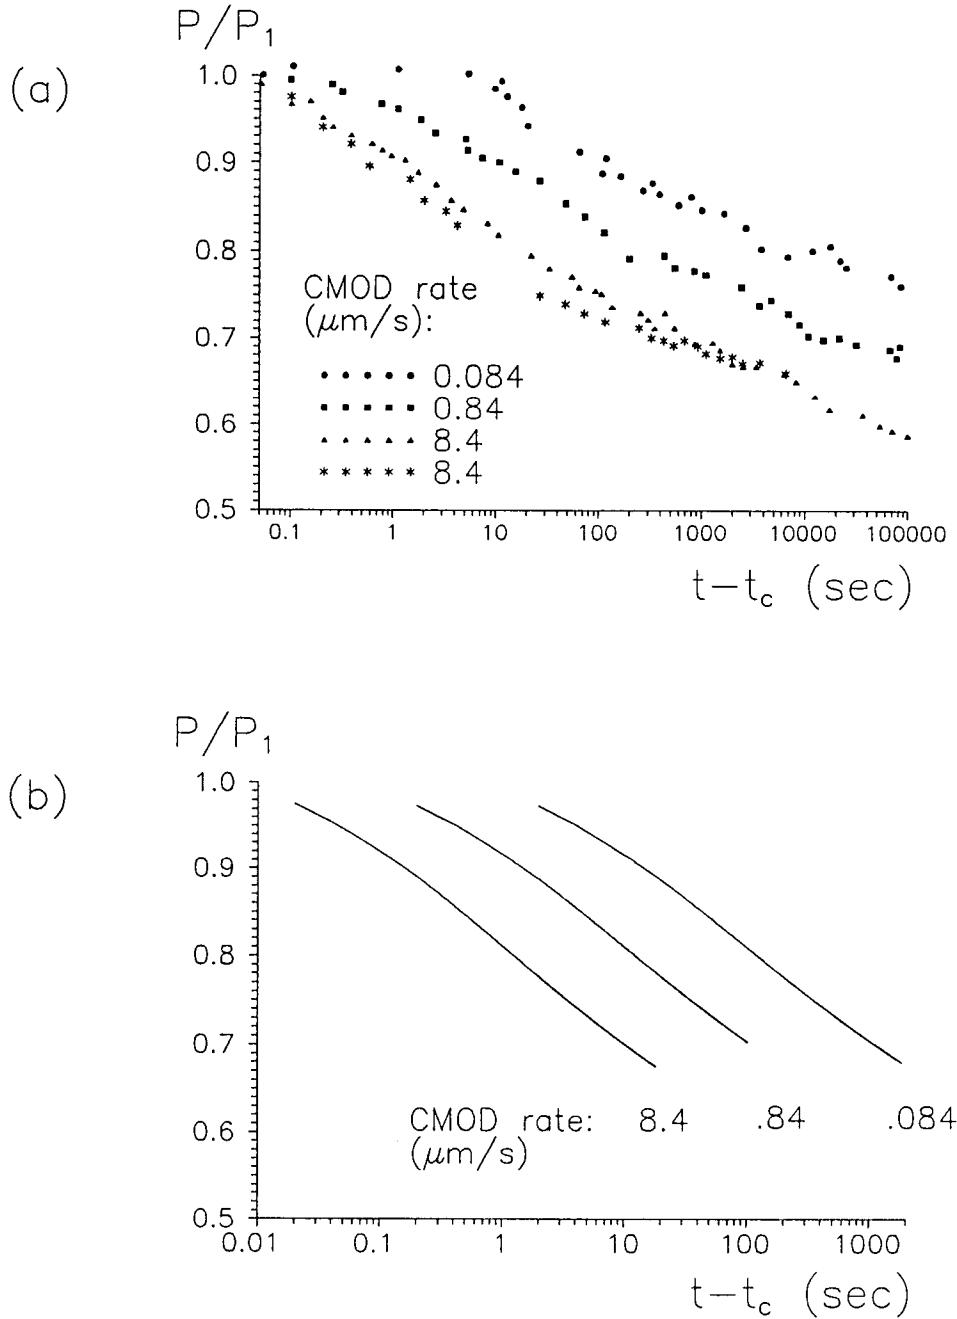 (a)
P/P1
1.0
0.9
0.8
0.7
0.6
0.5
CMOD rate
(μm/s):
0.084
0.84
8.4
8.4
0.1 1 10 100 1000 10000 100000
t−tc (sec)
(b)
P/P1
1.0
0.9
0.8
0.7
0.6
0.5
CMOD rate: 8.4 .84 .084
(μm/s)
0.01 0.1 1 10 100 1000
t−tc (sec)